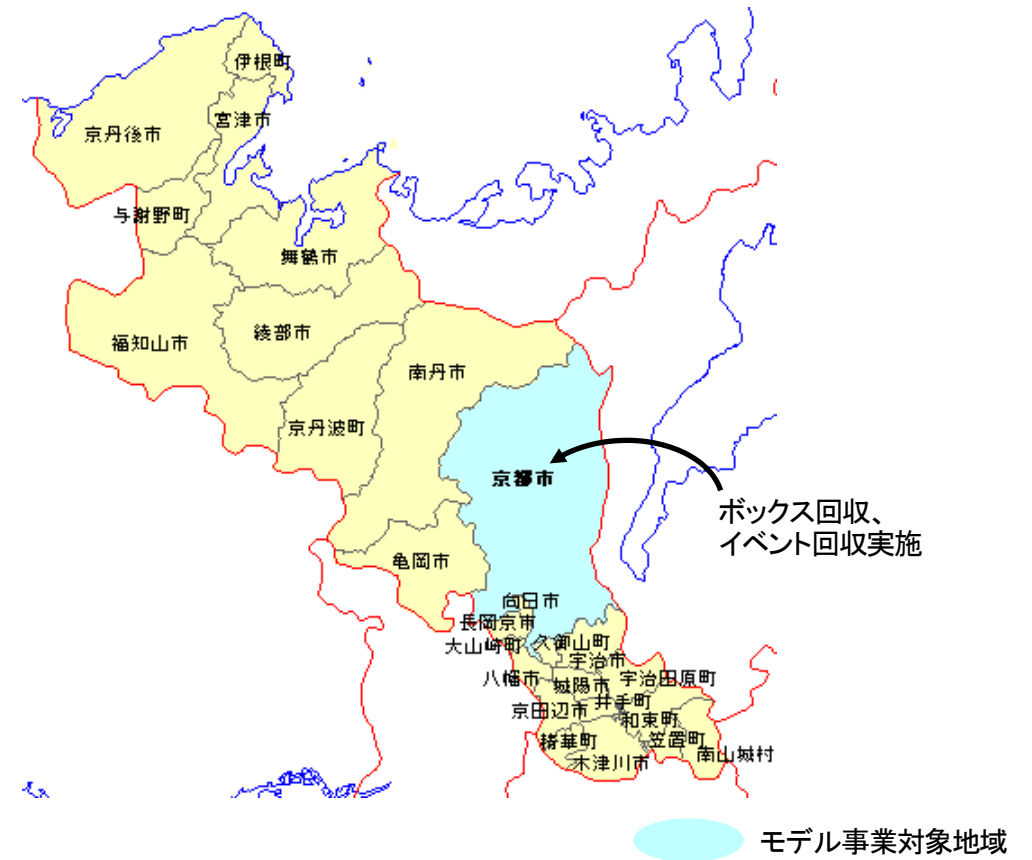 伊根町
宮津市
京丹後市
与謝野町
舞鶴市
綾部市
福知山市
南丹市
京丹波町
京都市
ボックス回収、
イベント回収実施
亀岡市
向日市
長岡京市
大山崎町
久御山町
宇治市
八幡市
城陽市
宇治田原町
京田辺市
井手町
和束町
精華町
笠置町
木津川市
南山城村
モデル事業対象地域